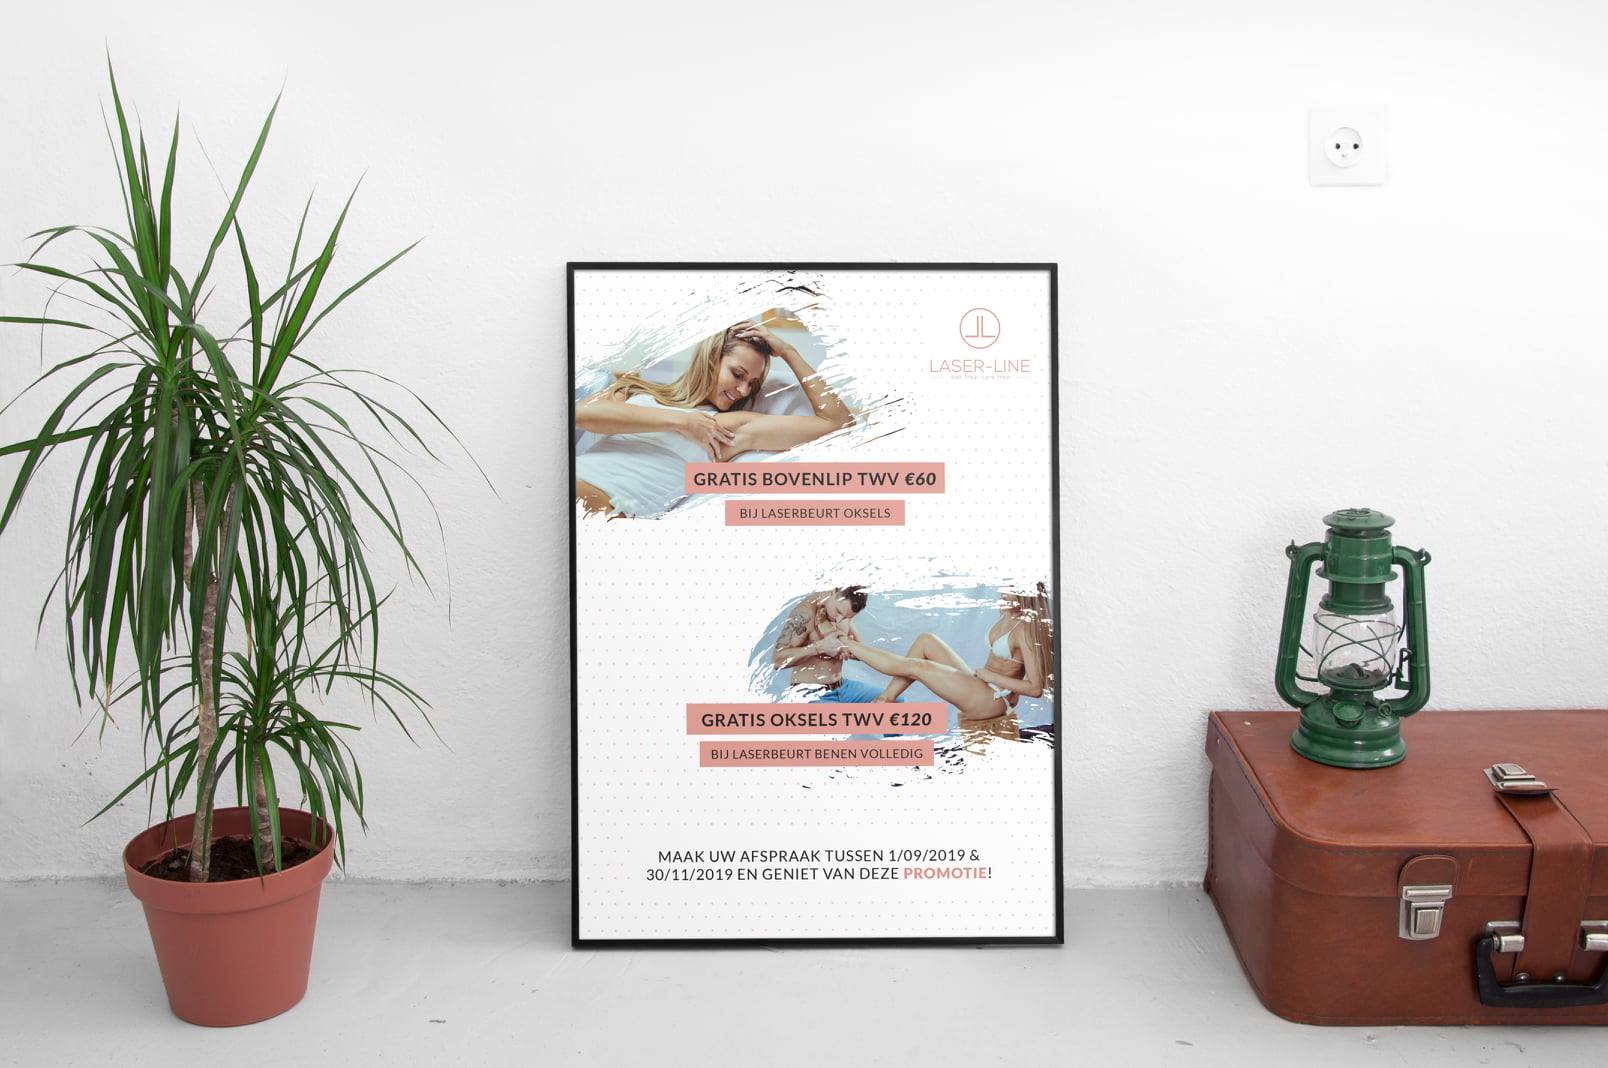 LASER-LINE
GRATIS BOVENLIP TWV €60
BIJ LASERBEURT OKSELS
GRATIS OKSELS TWV €120
BIJ LASERBEURT BENEN VOLLEDIG
MAAK UW AFSPRAAK TUSSEN 1/09/2019 &
30/11/2019 EN GENIET VAN DEZE PROMOTIE!